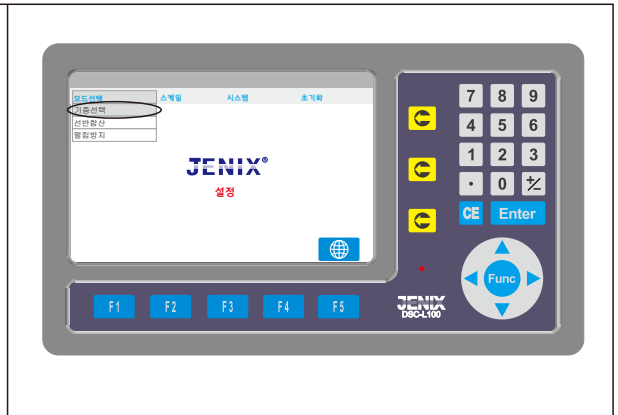 모드선택 스케일 시스템 초기화
기종선택
선반합산
떨림방지
JENIX®
설정
7 8 9
4 5 6
1 2 3
· 0 +/-
CE Enter
Func
F1 F2 F3 F4 F5
JENIX
DSC-L100